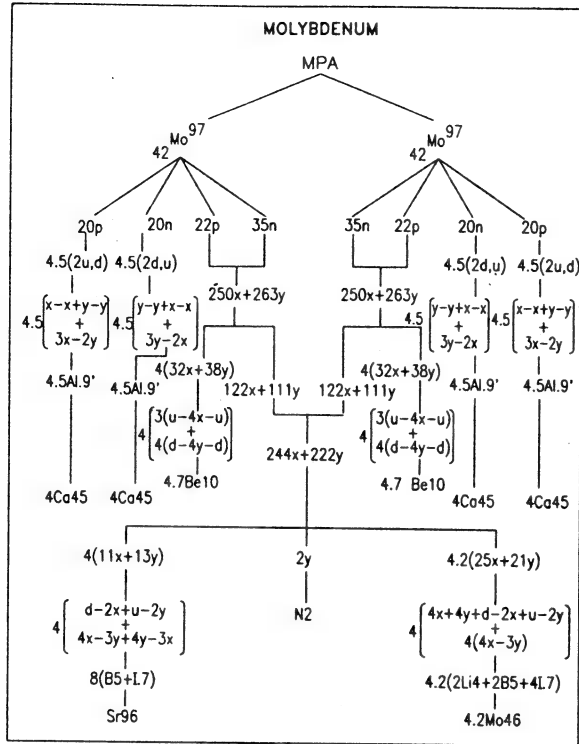 MOLYBDENUM
MPA
42Mo97 42Mo97
20p 20n 22p 35n 35n 22p 20n 20p
4.5(2u,d) 4.5(2d,u) 4.5(2d,u) 4.5(2u,d)
250x+263y 250x+263y
4.5 x-x+y-y + 3x-2y 4.5 y-y+x-x + 3y-2x 4.5 y-y+x-x + 3y-2x 4.5 x-x+y-y + 3x-2y
4.5Al.9' 4.5Al.9' 4(32x+38y) 122x+111y 122x+111y 4(32x+38y) 4.5Al.9' 4.5Al.9'
4 3(u-4x-u) + 4(d-4y-d) 244x+222y 4 3(u-4x-u) + 4(d-4y-d)
4Ca45 4Ca45 4.7Be10 4.7 Be10 4Ca45 4Ca45
4(11x+13y) 2y 4.2(25x+21y)
4 d-2x+u-2y + 4x-3y+4y-3x N2 4 4x+4y+d-2x+u-2y + 4(4x-3y)
8(B5+I.7) 4.2(2Li4+2B5+4I.7)
Sr96 4.2Mo46